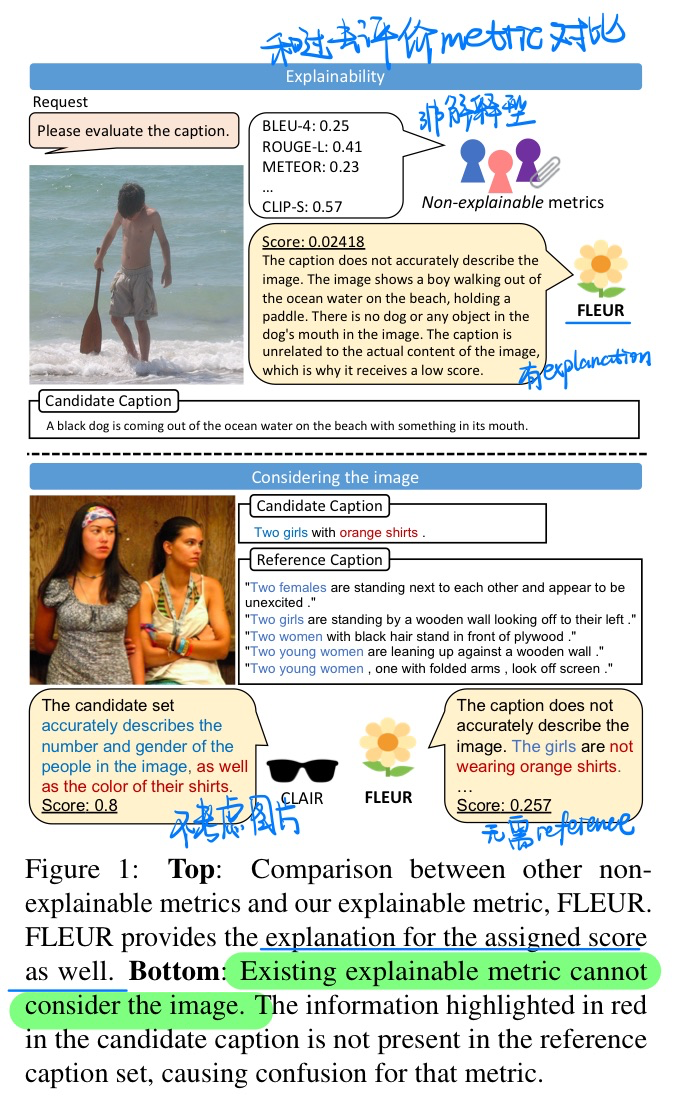 和过去评价metric对比
Explainability
Request
Please evaluate the caption.
BLEU-4: 0.25
ROUGE-L: 0.41
METEOR: 0.23
...
CLIP-S: 0.57
非解释型
Non-explainable metrics
Score: 0.02418
The caption does not accurately describe the
image. The image shows a boy walking out of
the ocean water on the beach, holding a
paddle. There is no dog or any object in the
dog's mouth in the image. The caption is
unrelated to the actual content of the image,
which is why it receives a low score.
FLEUR
有explanation
Candidate Caption
A black dog is coming out of the ocean water on the beach with something in its mouth.
Considering the image
Candidate Caption
Two girls with orange shirts .
Reference Caption
"Two females are standing next to each other and appear to be
unexcited ."
"Two girls are standing by a wooden wall looking off to their left ."
"Two women with black hair stand in front of plywood ."
"Two young women are leaning up against a wooden wall ."
"Two young women , one with folded arms , look off screen ."
The candidate set
accurately describes the
number and gender of the
people in the image, as well
as the color of their shirts.
Score: 0.8
CLAIR
不考虑图片
FLEUR
The caption does not
accurately describe the
image. The girls are not
wearing orange shirts.
...
Score: 0.257
无需reference
Figure 1: Top: Comparison between other non-
explainable metrics and our explainable metric, FLEUR.
FLEUR provides the explanation for the assigned score
as well. Bottom: Existing explainable metric cannot
consider the image. The information highlighted in red
in the candidate caption is not present in the reference
caption set, causing confusion for that metric.